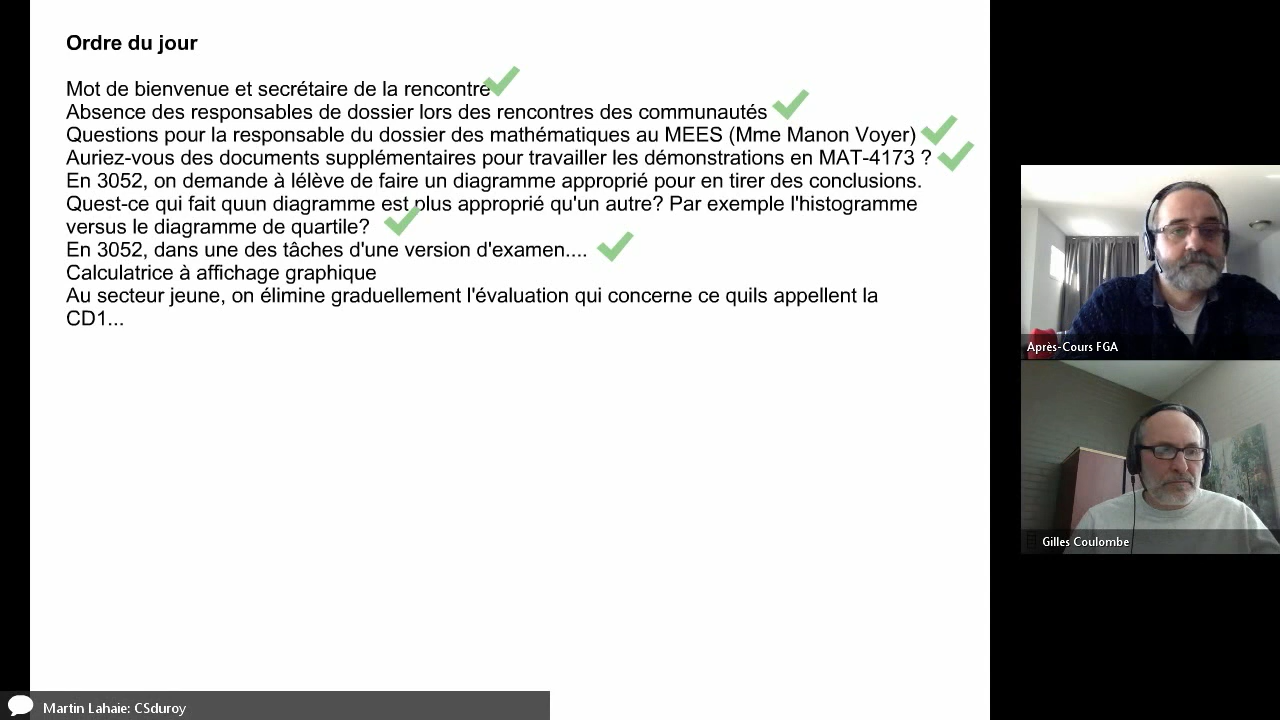 Ordre du jour
Mot de bienvenue et secrétaire de la rencontre
Absence des responsables de dossier lors des rencontres des communautés
Questions pour la responsable du dossier des mathématiques au MEES (Mme Manon Voyer)
Auriez-vous des documents supplémentaires pour travailler les démonstrations en MAT-4173 ?
En 3052, on demande à lélève de faire un diagramme approprié pour en tirer des conclusions.
Quest-ce qui fait quun diagramme est plus approprié qu'un autre? Par exemple l'histogramme
versus le diagramme de quartile?
En 3052, dans une des tâches d'une version d'examen....
Calculatrice à affichage graphique
Au secteur jeune, on élimine graduellement l'évaluation qui concerne ce quils appellent la
CD1...
Après-Cours FGA
Gilles Coulombe
Martin Lahaie: CSduroy